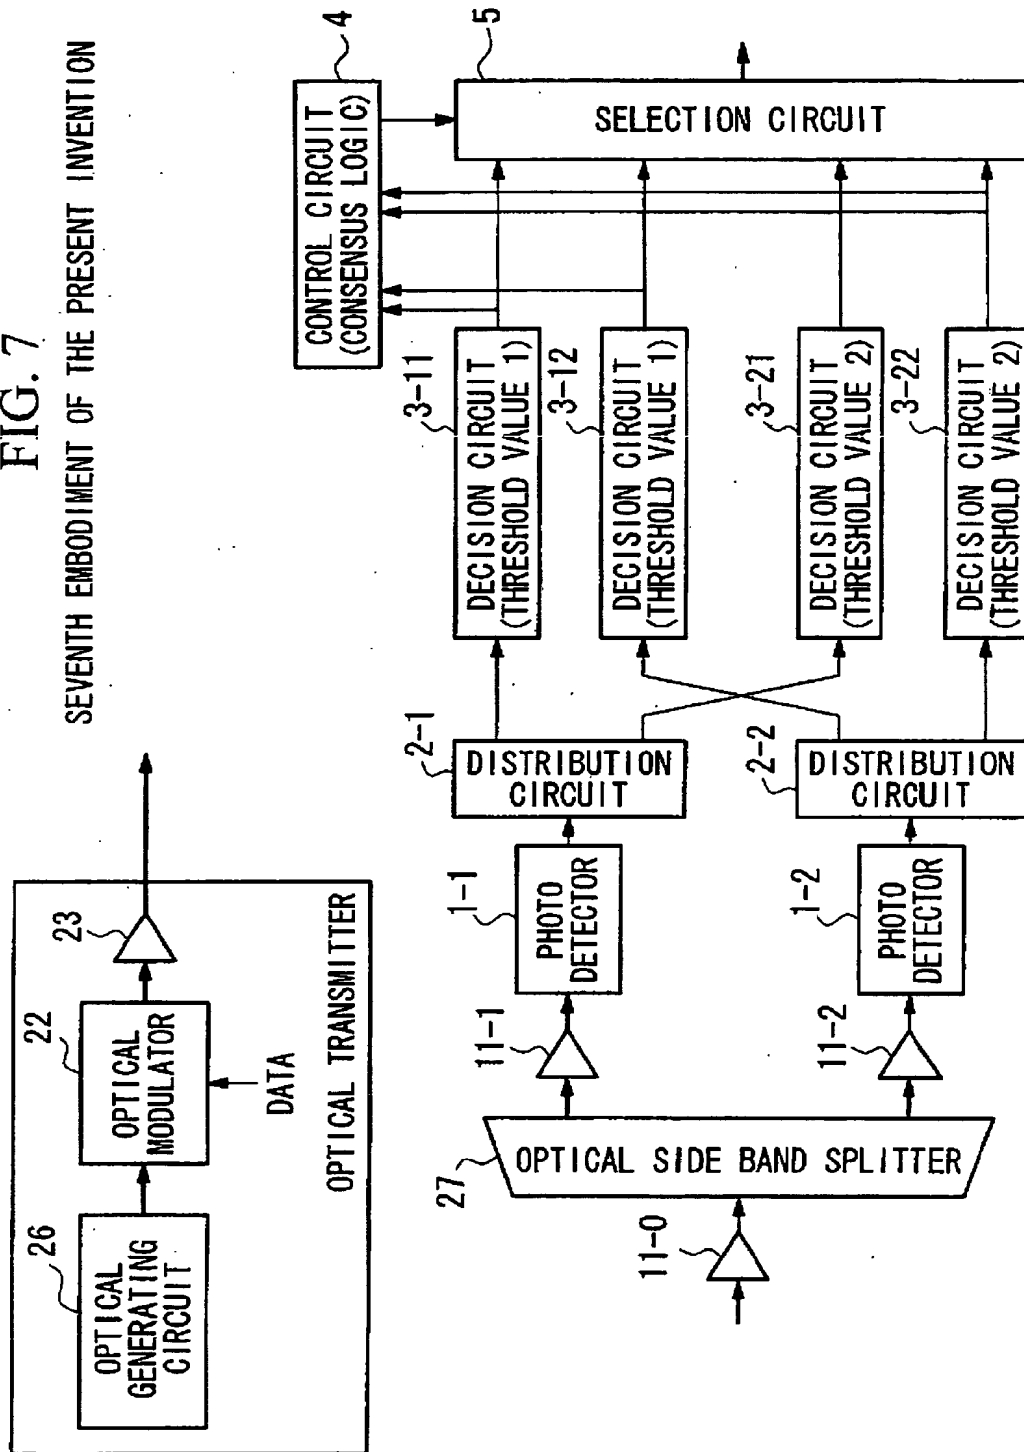 FIG. 7
SEVENTH EMBODIMENT OF THE PRESENT INVENTION
26
OPTICAL
GENERATING
CIRCUIT
22
OPTICAL
MODULATOR
23
DATA
OPTICAL TRANSMITTER
11-0
27
OPTICAL SIDE BAND SPLITTER
11-1
1-1
PHOTO
DETECTOR
2-1
DISTRIBUTION
CIRCUIT
11-2
1-2
PHOTO
DETECTOR
2-2
DISTRIBUTION
CIRCUIT
3-11
DECISION CIRCUIT
(THRESHOLD VALUE 1)
3-12
DECISION CIRCUIT
(THRESHOLD VALUE 1)
3-21
DECISION CIRCUIT
(THRESHOLD VALUE 2)
3-22
DECISION CIRCUIT
(THRESHOLD VALUE 2)
CONTROL CIRCUIT
(CONSENSUS LOGIC)
4
5
SELECTION CIRCUIT